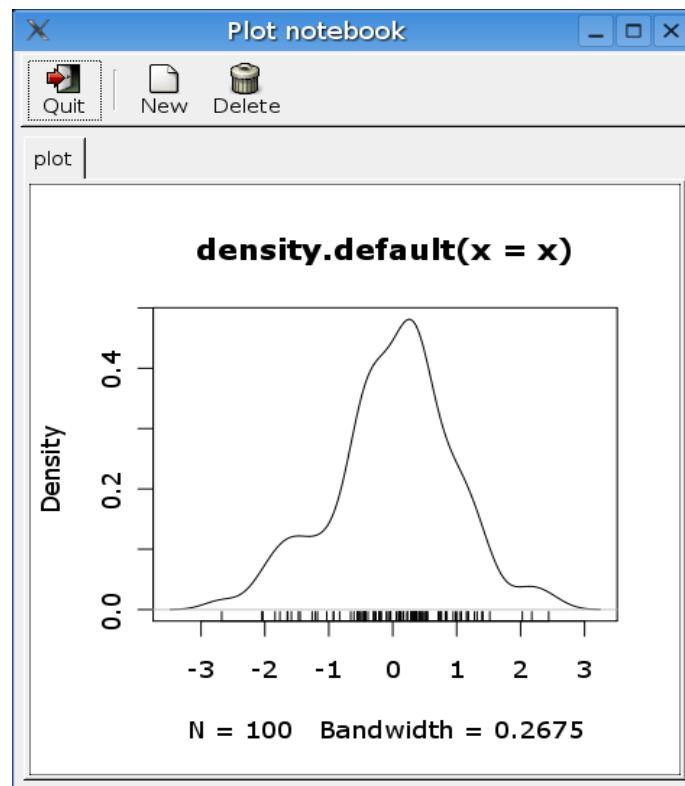 Plot notebook
Quit New Delete
plot
density.default(x = x)
Density
0.4
0.2
0.0
-3 -2 -1 0 1 2 3
N = 100 Bandwidth = 0.2675